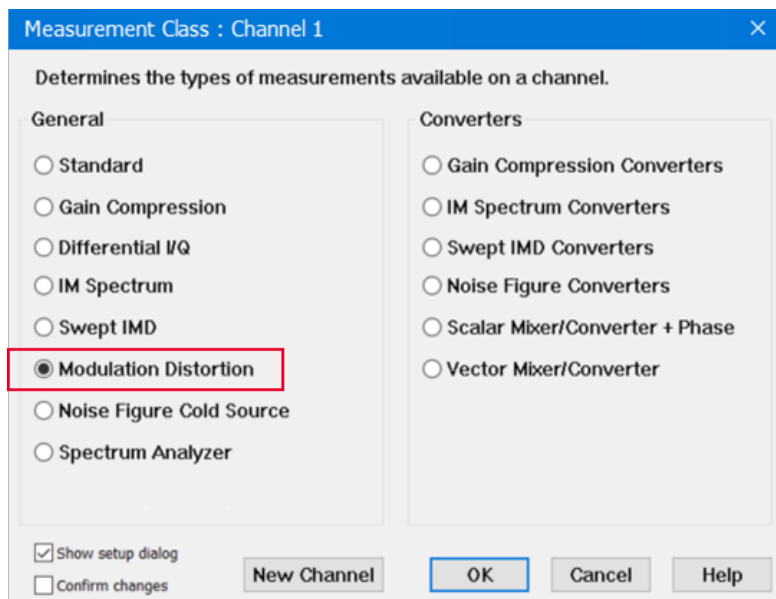 Measurement Class : Channel 1
Determines the types of measurements available on a channel.
General
Standard
Gain Compression
Differential I/Q
IM Spectrum
Swept IMD
Modulation Distortion
Noise Figure Cold Source
Spectrum Analyzer
Converters
Gain Compression Converters
IM Spectrum Converters
Swept IMD Converters
Noise Figure Converters
Scalar Mixer/Converter + Phase
Vector Mixer/Converter
Show setup dialog
Confirm changes
New Channel
OK
Cancel
Help